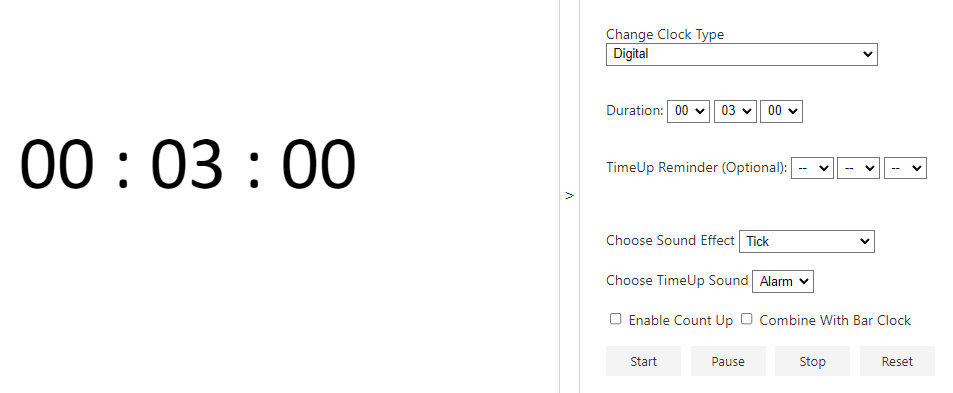 00 : 03 : 00
>
Change Clock Type
Digital
Duration: 00 03 00
TimeUp Reminder (Optional): -- -- --
Choose Sound Effect Tick
Choose TimeUp Sound Alarm
Enable Count Up Combine With Bar Clock
Start Pause Stop Reset